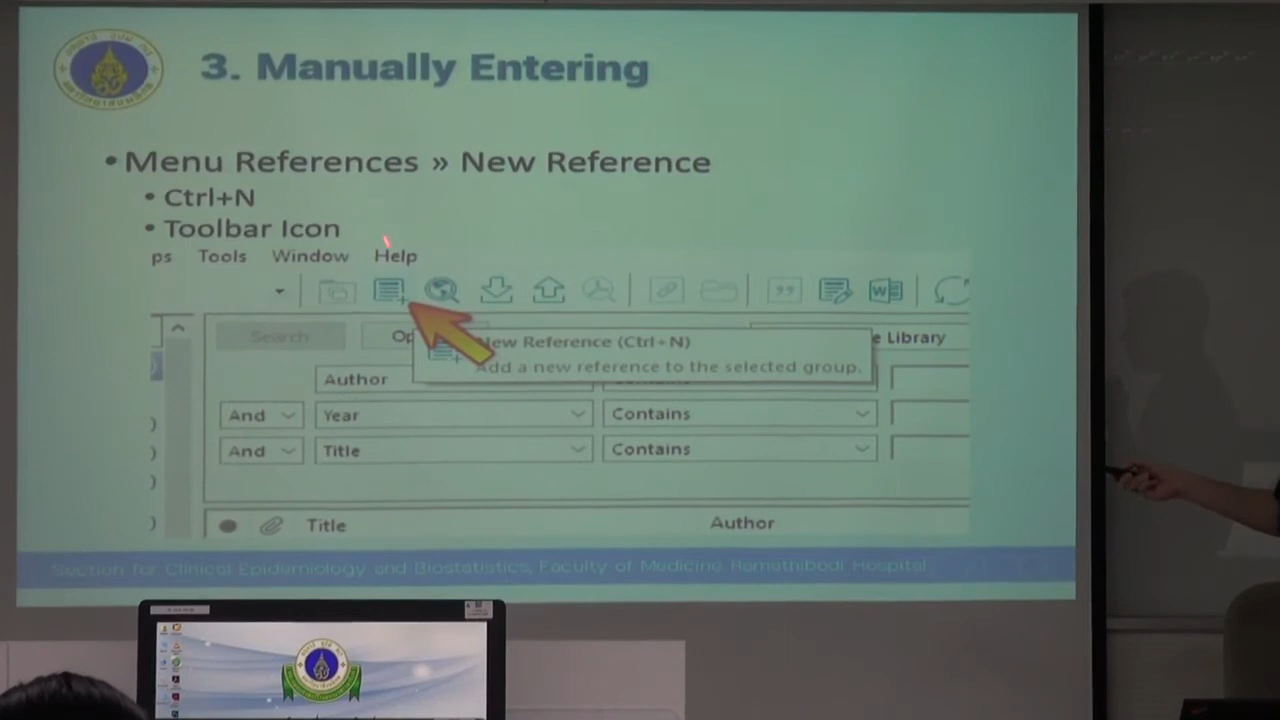 3. Manually Entering
• Menu References » New Reference
• Ctrl+N
• Toolbar Icon
ps Tools Window Help
Search
New Reference (Ctrl+N)
e Library
Add a new reference to the selected group.
Author
And Year Contains
And Title Contains
Title Author
Section for Clinical Epidemiology and Biostatistics, Faculty of Medicine Ramathibodi Hospital